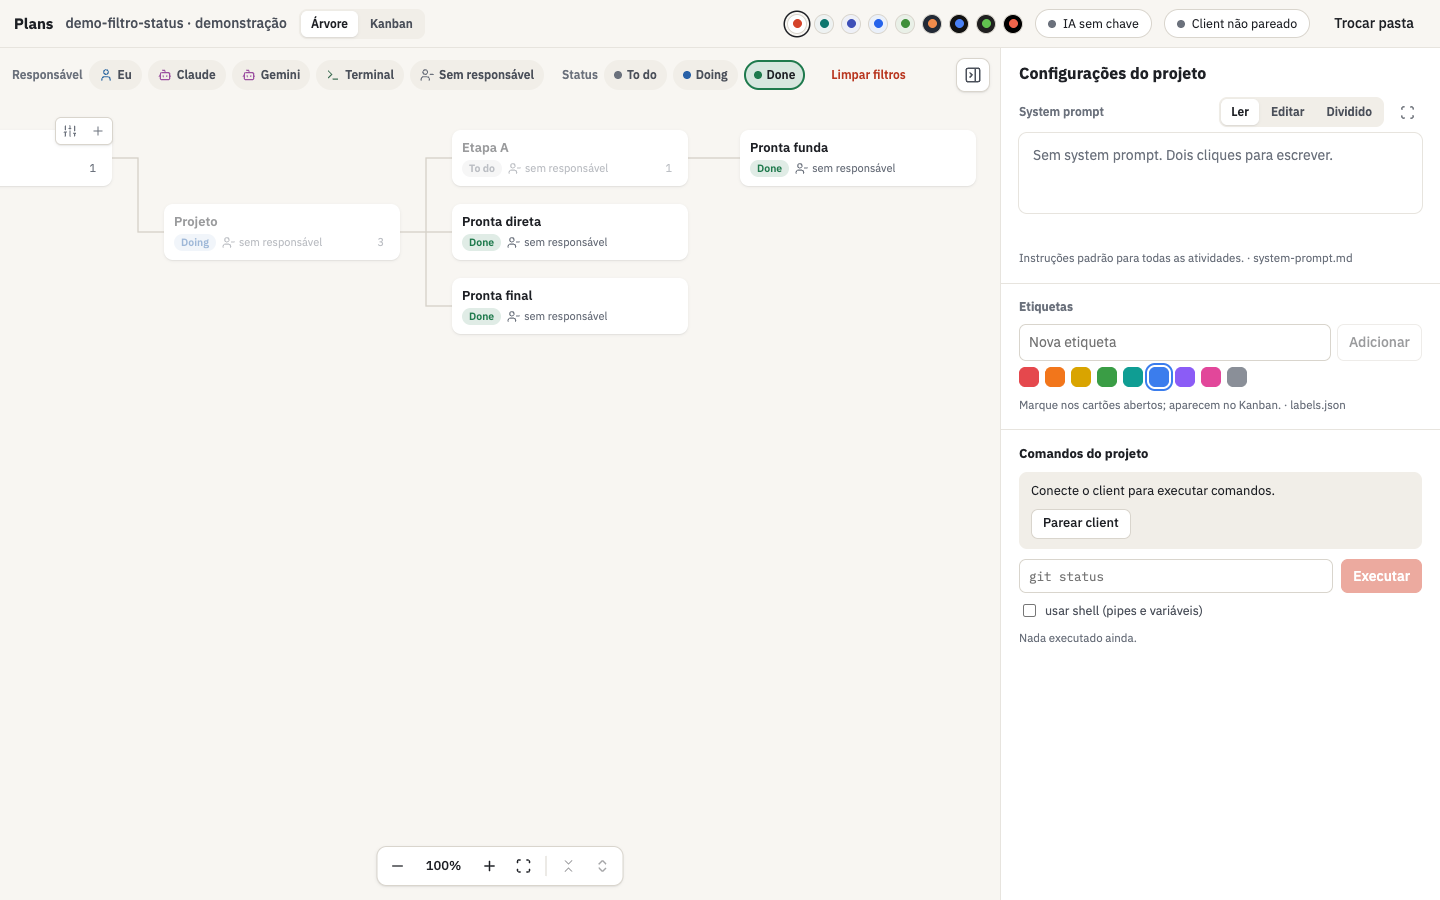 Plans demo-filtro-status · demonstração Árvore Kanban IA sem chave Client não pareado Trocar pasta
Responsável Eu Claude Gemini Terminal Sem responsável Status To do Doing Done Limpar filtros
1
Projeto
Doing sem responsável 3
Etapa A
To do sem responsável 1
Pronta direta
Done sem responsável
Pronta final
Done sem responsável
Pronta funda
Done sem responsável
100%
Configurações do projeto
System prompt Ler Editar Dividido
Sem system prompt. Dois cliques para escrever.
Instruções padrão para todas as atividades. · system-prompt.md
Etiquetas
Nova etiqueta Adicionar
Marque nos cartões abertos; aparecem no Kanban. · labels.json
Comandos do projeto
Conecte o client para executar comandos.
Parear client
git status Executar
usar shell (pipes e variáveis)
Nada executado ainda.